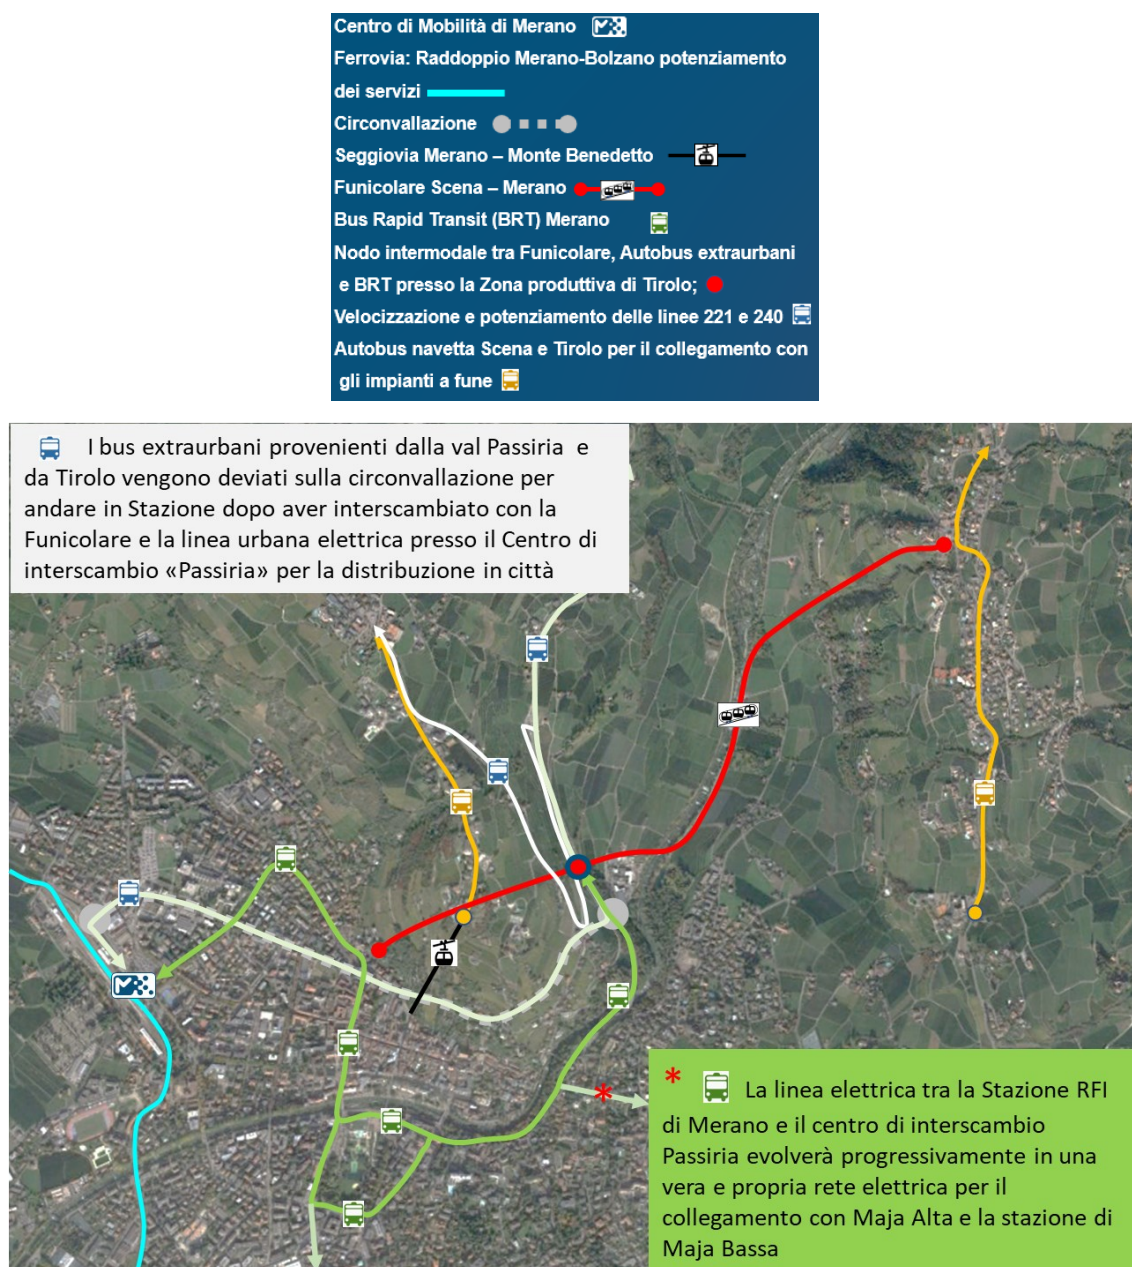 Centro di Mobilità di Merano
Ferrovia: Raddoppio Merano-Bolzano potenziamento
dei servizi
Circonvallazione
Seggiovia Merano – Monte Benedetto
Funicolare Scena – Merano
Bus Rapid Transit (BRT) Merano
Nodo intermodale tra Funicolare, Autobus extraurbani
e BRT presso la Zona produttiva di Tirolo;
Velocizzazione e potenziamento delle linee 221 e 240
Autobus navetta Scena e Tirolo per il collegamento con
gli impianti a fune
I bus extraurbani provenienti dalla val Passiria e
da Tirolo vengono deviati sulla circonvallazione per
andare in Stazione dopo aver interscambiato con la
Funicolare e la linea urbana elettrica presso il Centro di
interscambio «Passiria» per la distribuzione in città
*
* La linea elettrica tra la Stazione RFI
di Merano e il centro di interscambio
Passiria evolverà progressivamente in una
vera e propria rete elettrica per il
collegamento con Maja Alta e la stazione di
Maja Bassa